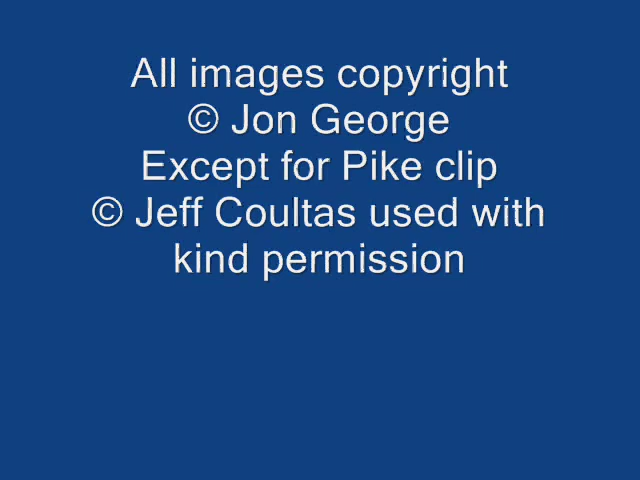 All images copyright
© Jon George
Except for Pike clip
© Jeff Coultas used with
kind permission